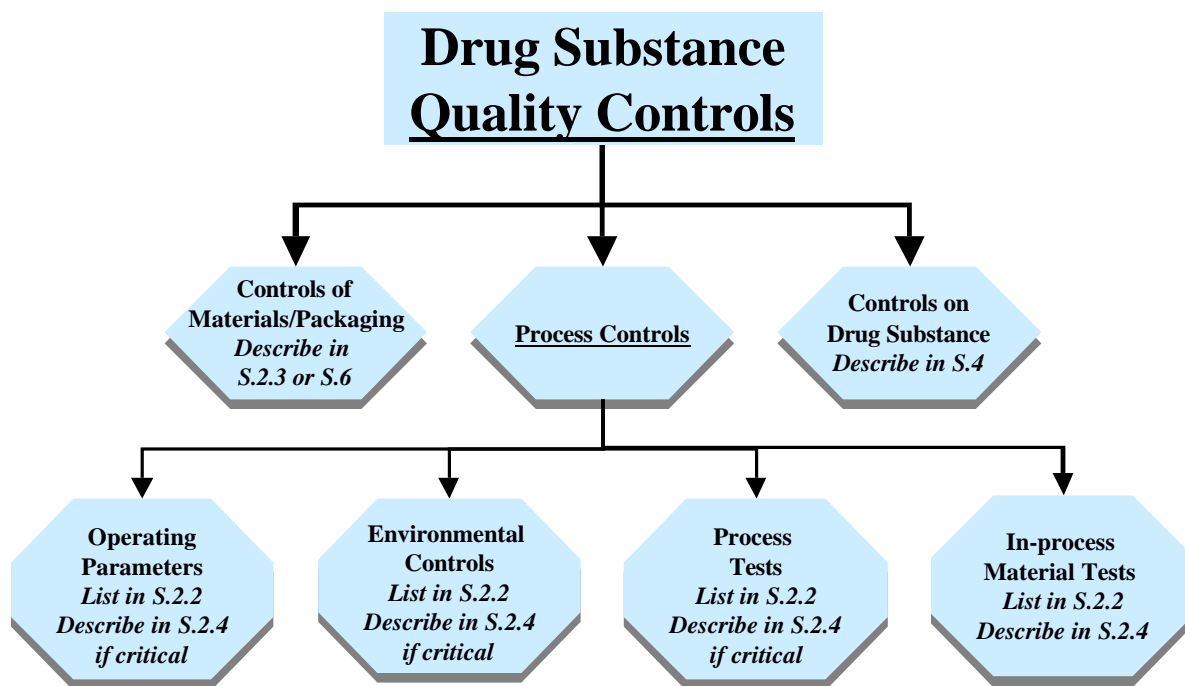 Drug Substance
Quality Controls
Controls of
Materials/Packaging
Describe in
S.2.3 or S.6
Process Controls
Controls on
Drug Substance
Describe in S.4
Operating
Parameters
List in S.2.2
Describe in S.2.4
if critical
Environmental
Controls
List in S.2.2
Describe in S.2.4
if critical
Process
Tests
List in S.2.2
Describe in S.2.4
if critical
In-process
Material Tests
List in S.2.2
Describe in S.2.4